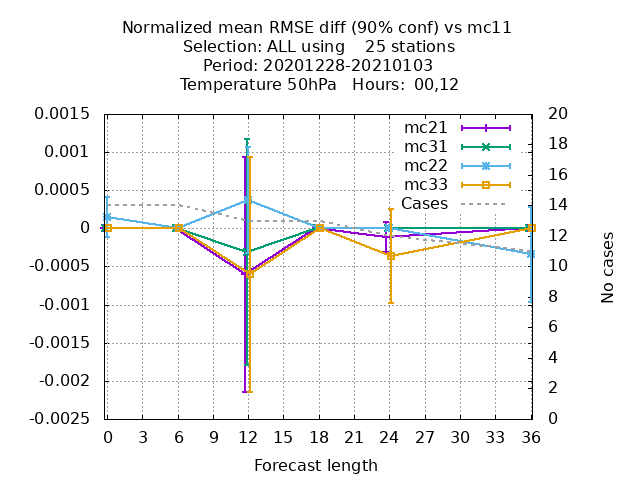 Normalized mean RMSE diff (90% conf) vs mc11
Selection: ALL using    25 stations
Period: 20201228-20210103
Temperature 50hPa   Hours:  00,12
0.0015
0.001
0.0005
0
-0.0005
-0.001
-0.0015
-0.002
-0.0025
mc21
mc31
mc22
mc33
Cases
20
18
16
14
12
10
8
6
4
2
0
No cases
0 3 6 9 12 15 18 21 24 27 30 33 36
Forecast length